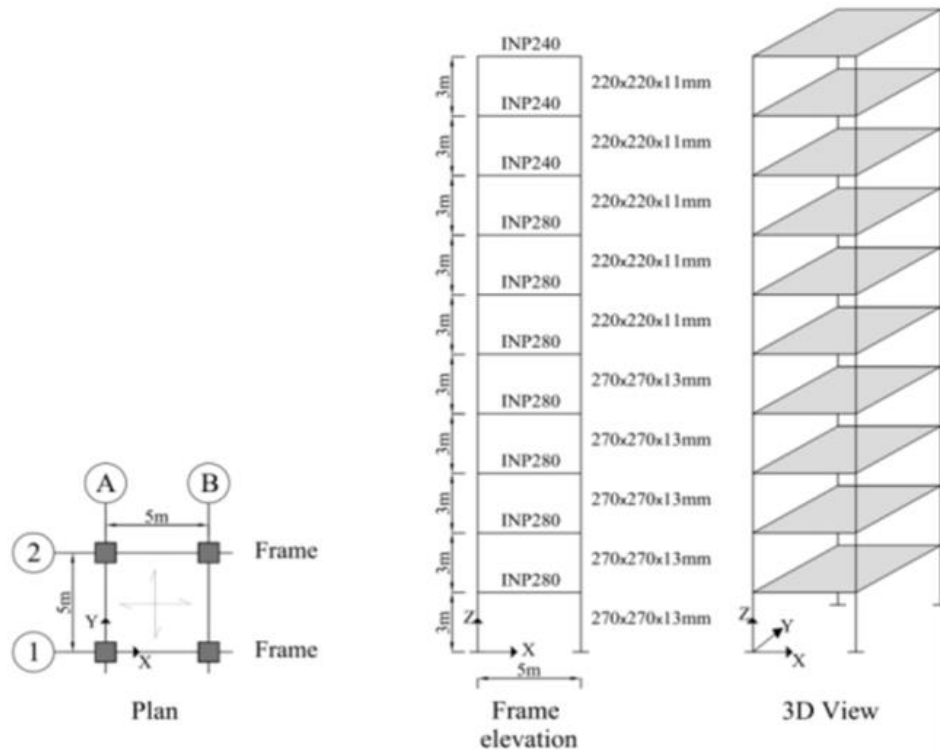 A
B
5m
2
Frame
5m
Y
1
X
Frame
Plan
INP240
3m
220x220x11mm
INP240
3m
220x220x11mm
INP240
3m
220x220x11mm
INP280
3m
220x220x11mm
INP280
3m
220x220x11mm
INP280
3m
270x270x13mm
INP280
3m
270x270x13mm
INP280
3m
270x270x13mm
INP280
3m
270x270x13mm
INP280
3m
270x270x13mm
Z
X
5m
Frame
elevation
Z
Y
X
3D View